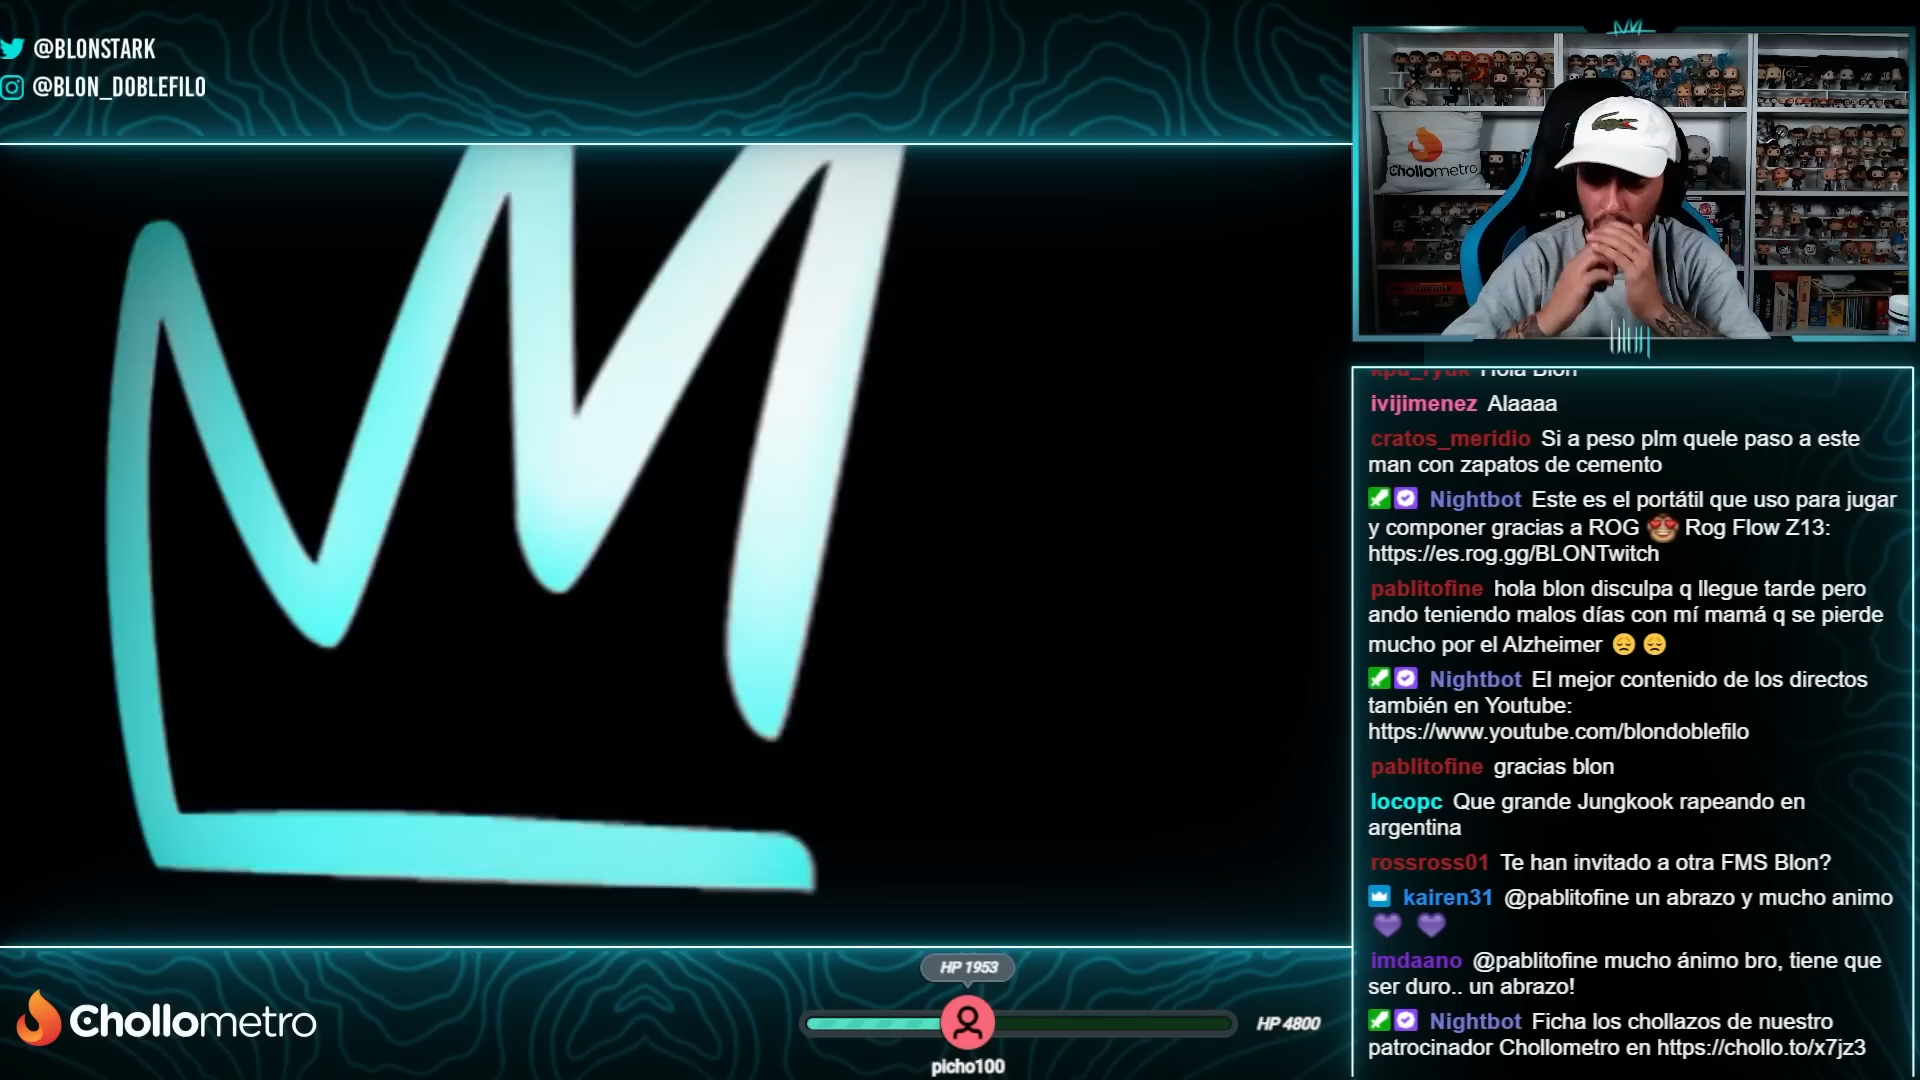 @BLONSTARK
@BLON_DOBLEFILO
Chollometro
kpu_ryuk Hola Blon
ivijimenez Alaaaa
cratos_meridio Si a peso plm quele paso a este
man con zapatos de cemento
Nightbot Este es el portátil que uso para jugar
y componer gracias a ROG Rog Flow Z13:
https://es.rog.gg/BLONTwitch
pablitofine hola blon disculpa q llegue tarde pero
ando teniendo malos días con mí mamá q se pierde
mucho por el Alzheimer
Nightbot El mejor contenido de los directos
también en Youtube:
https://www.youtube.com/blondoblefilo
pablitofine gracias blon
locopc Que grande Jungkook rapeando en
argentina
rossross01 Te han invitado a otra FMS Blon?
kairen31 @pablitofine un abrazo y mucho animo
imdaano @pablitofine mucho ánimo bro, tiene que
ser duro.. un abrazo!
Nightbot Ficha los chollazos de nuestro
patrocinador Chollometro en https://chollo.to/x7jz3
Chollometro
HP 1953
HP 4800
picho100